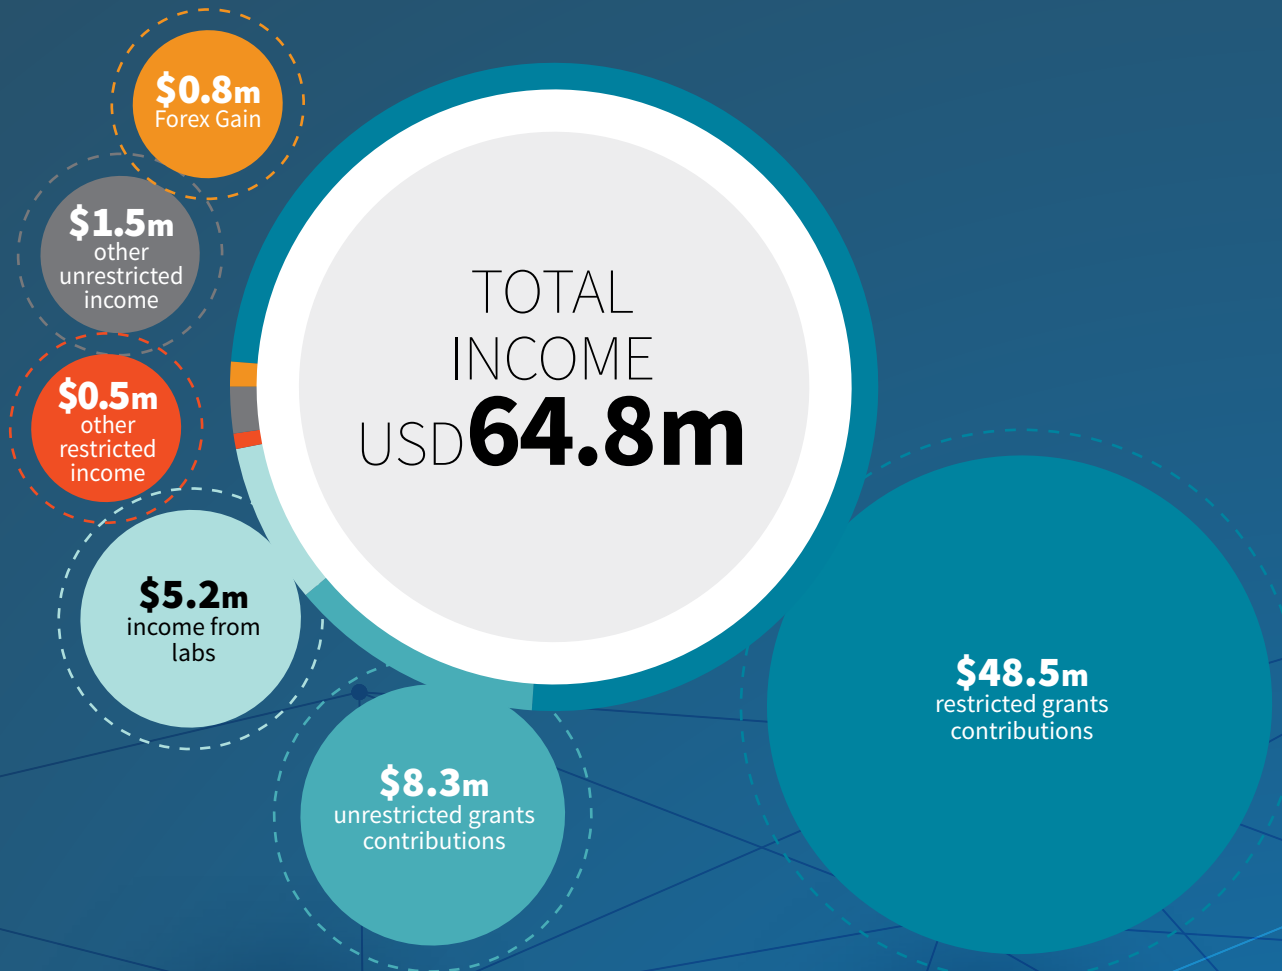 $0.8m
Forex Gain
$1.5m
other
unrestricted
income
$0.5m
other
restricted
income
$5.2m
income from
labs
TOTAL
INCOME
USD64.8m
$8.3m
unrestricted grants
contributions
$48.5m
restricted grants
contributions